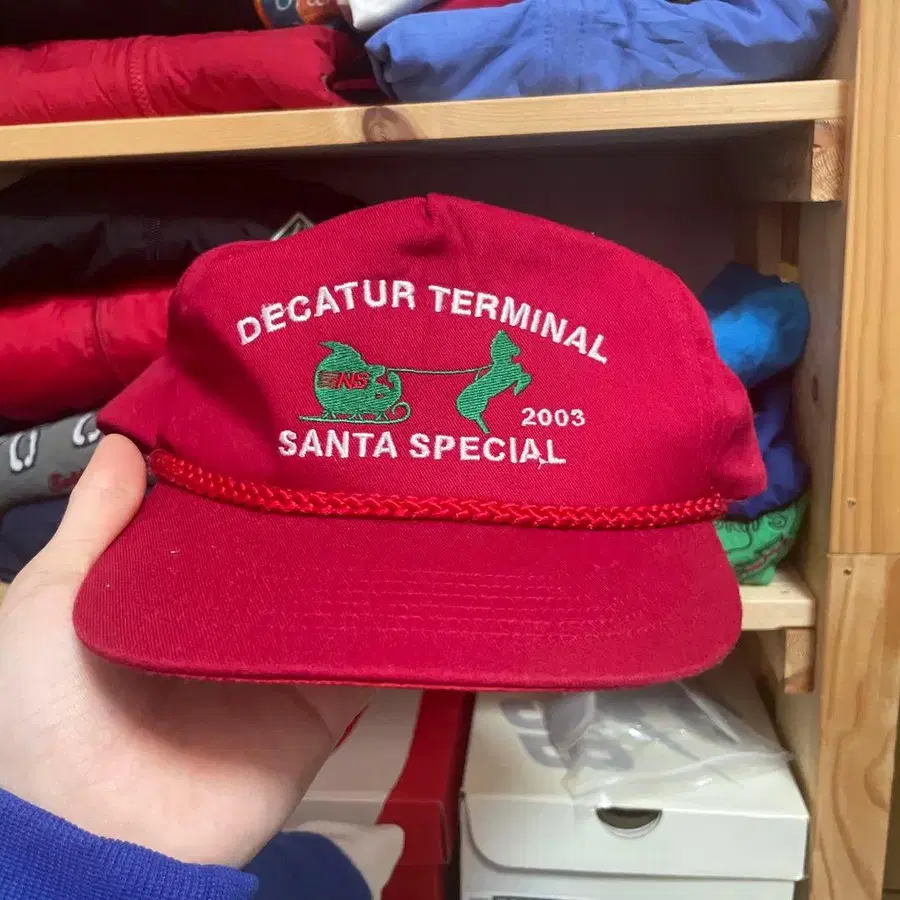 DECATUR TERMINAL
NS
2003
SANTA SPECIAL